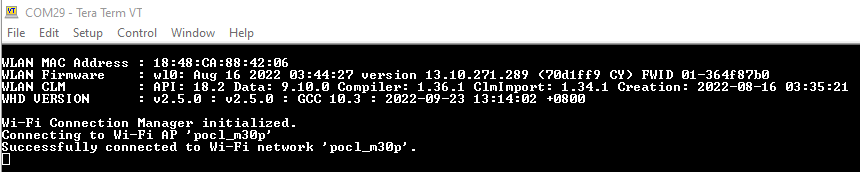 COM29 - Tera Term VT
File Edit Setup Control Window Help
WLAN MAC Address : 18:48:CA:88:42:06
WLAN Firmware : wl0: Aug 16 2022 03:44:27 version 13.10.271.289 (70d1ff9 CY) FWID 01-364f87b0
WLAN CLM : API: 18.2 Data: 9.10.0 Compiler: 1.36.1 ClmImport: 1.34.1 Creation: 2022-08-16 03:35:21
WHD VERSION : v2.5.0 : v2.5.0 : GCC 10.3 : 2022-09-23 13:14:02 +0800
Wi-Fi Connection Manager initialized.
Connecting to Wi-Fi AP 'pocl_m30p'
Successfully connected to Wi-Fi network 'pocl_m30p'.